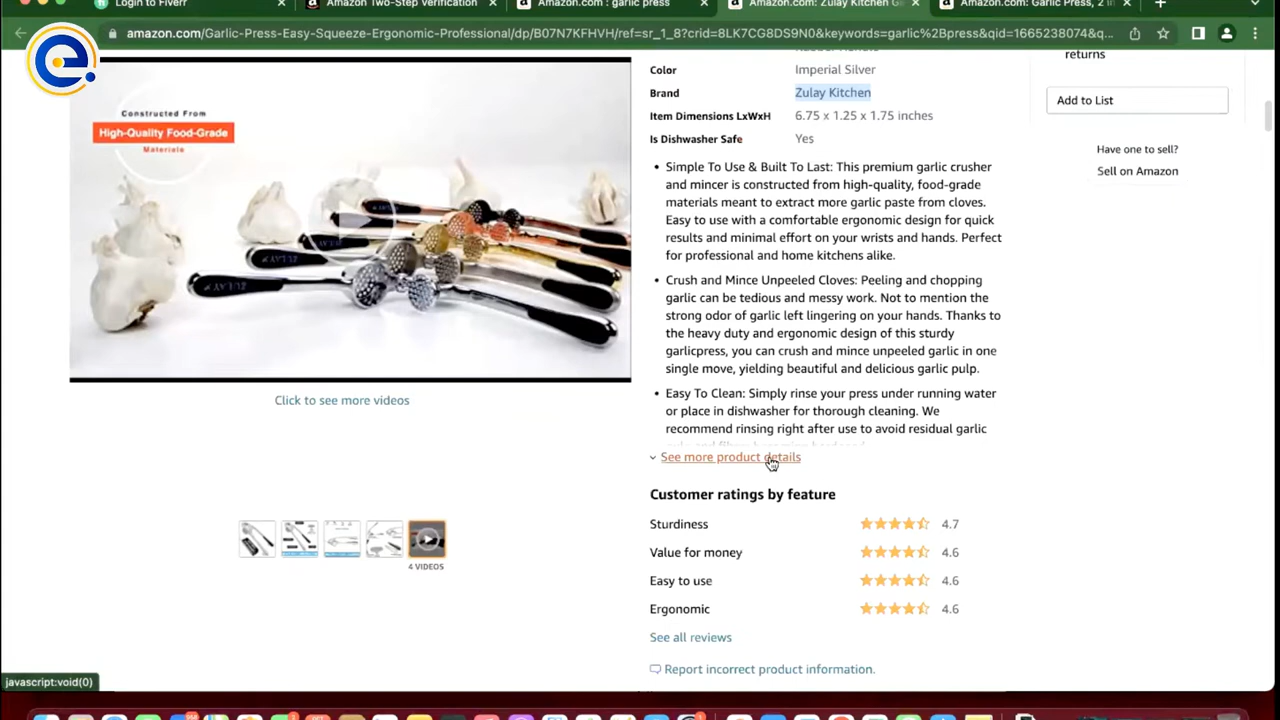 Login to Fiverr
Amazon Two-Step Verification
Amazon.com : garlic press
Amazon.com: Zulay Kitchen G
Amazon.com: Garlic Press, 2 in
amazon.com/Garlic-Press-Easy-Squeeze-Ergonomic-Professional/dp/B07N7KFHVH/ref=sr_1_8?crid=8LK7CG8DS9N0&keywords=garlic%2Bpress&qid=1665238074&q...
e.
Constructed From
High-Quality Food-Grade
Materials
Click to see more videos
4 VIDEOS
Color Imperial Silver
Brand Zulay Kitchen
Item Dimensions LxWxH 6.75 x 1.25 x 1.75 inches
Is Dishwasher Safe Yes
• Simple To Use & Built To Last: This premium garlic crusher
and mincer is constructed from high-quality, food-grade
materials meant to extract more garlic paste from cloves.
Easy to use with a comfortable ergonomic design for quick
results and minimal effort on your wrists and hands. Perfect
for professional and home kitchens alike.
• Crush and Mince Unpeeled Cloves: Peeling and chopping
garlic can be tedious and messy work. Not to mention the
strong odor of garlic left lingering on your hands. Thanks to
the heavy duty and ergonomic design of this sturdy
garlicpress, you can crush and mince unpeeled garlic in one
single move, yielding beautiful and delicious garlic pulp.
• Easy To Clean: Simply rinse your press under running water
or place in dishwasher for thorough cleaning. We
recommend rinsing right after use to avoid residual garlic
See more product details
Customer ratings by feature
Sturdiness 4.7
Value for money 4.6
Easy to use 4.6
Ergonomic 4.6
See all reviews
Report incorrect product information.
returns
Add to List
Have one to sell?
Sell on Amazon
javascript:void(0)